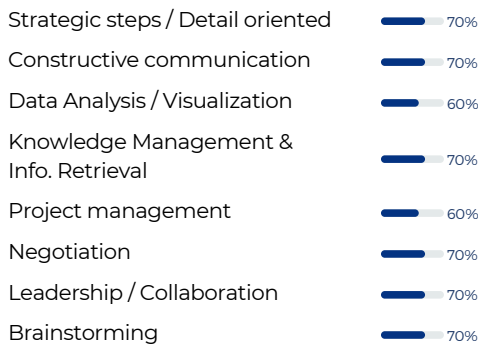 Strategic steps / Detail oriented 70%
Constructive communication 70%
Data Analysis / Visualization 60%
Knowledge Management &
Info. Retrieval 70%
Project management 60%
Negotiation 70%
Leadership / Collaboration 70%
Brainstorming 70%